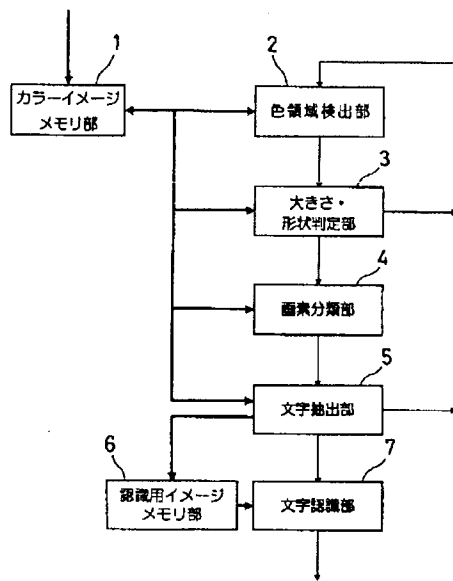 1
カラーイメージ
メモリ部
2
色領域検出部
3
大きさ・
形状判定部
4
画素分類部
5
文字抽出部
6
認識用イメージ
メモリ部
7
文字認識部